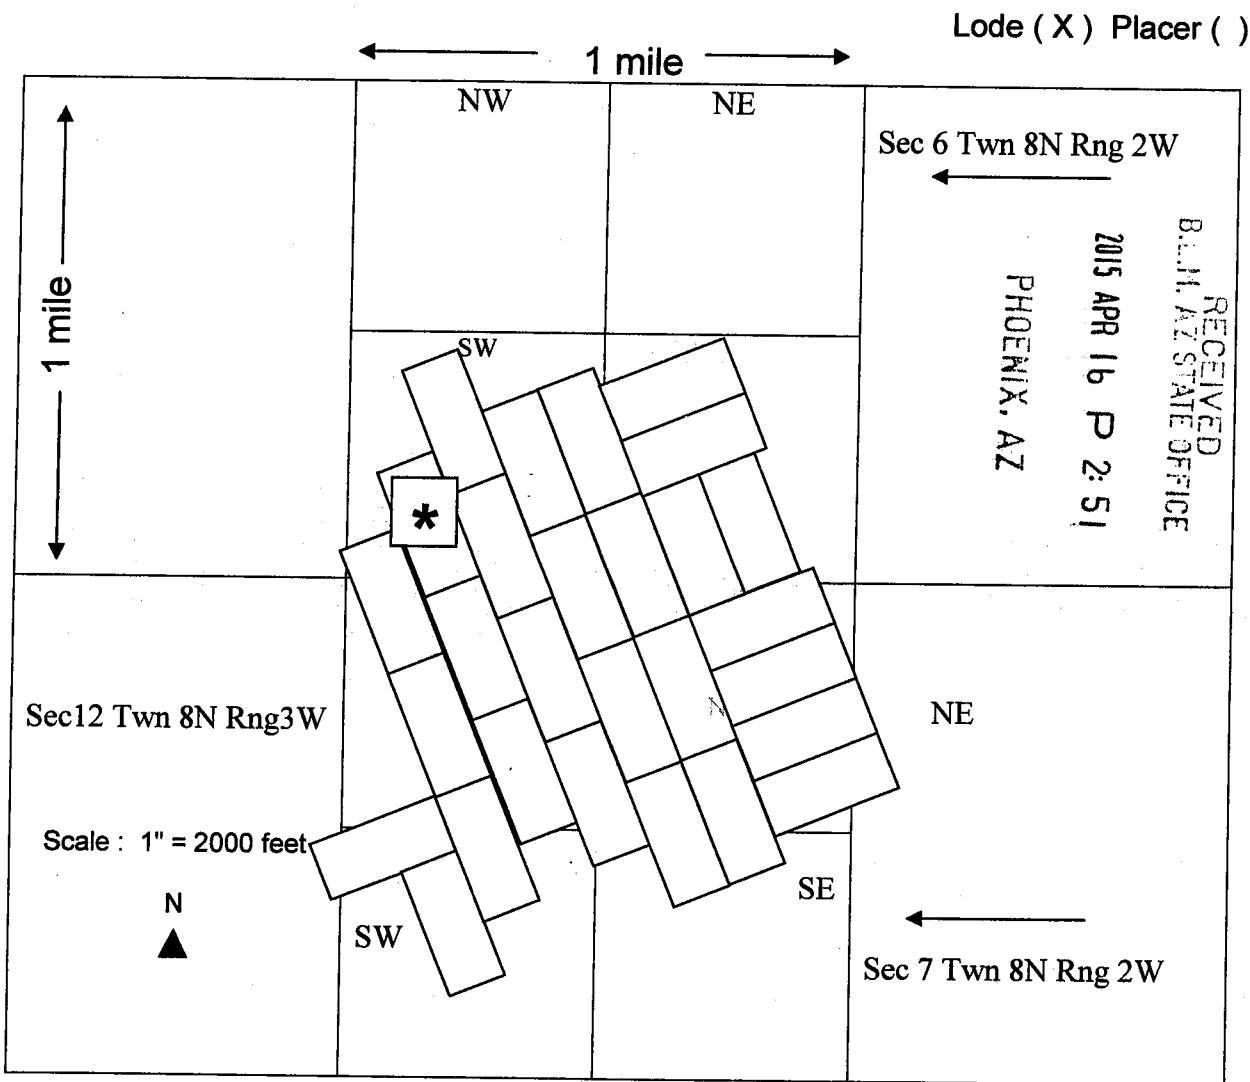 Lode ( X )  Placer (  )
1 mile
NW
NE
Sec 6 Twn 8N Rng 2W
1 mile
RECEIVED
B.L.M. AZ STATE OFFICE
2015 APR 16 P 2:51
PHOENIX, AZ
SW
*
N
Sec12 Twn 8N Rng3W
NE
Scale : 1" = 2000 feet
N
SE
SW
Sec 7 Twn 8N Rng 2W